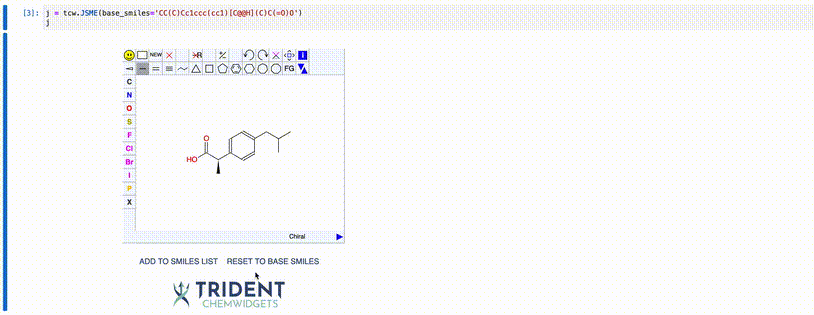 [3]: j = tcw.JSME(base_smiles='CC(C)Cc1ccc(cc1)[C@@H](C)C(=O)O')
j
NEW
FG
C
N
O
S
F
Cl
Br
I
P
X
O
HO
Chiral
ADD TO SMILES LIST RESET TO BASE SMILES
TRIDENT
CHEMWIDGETS